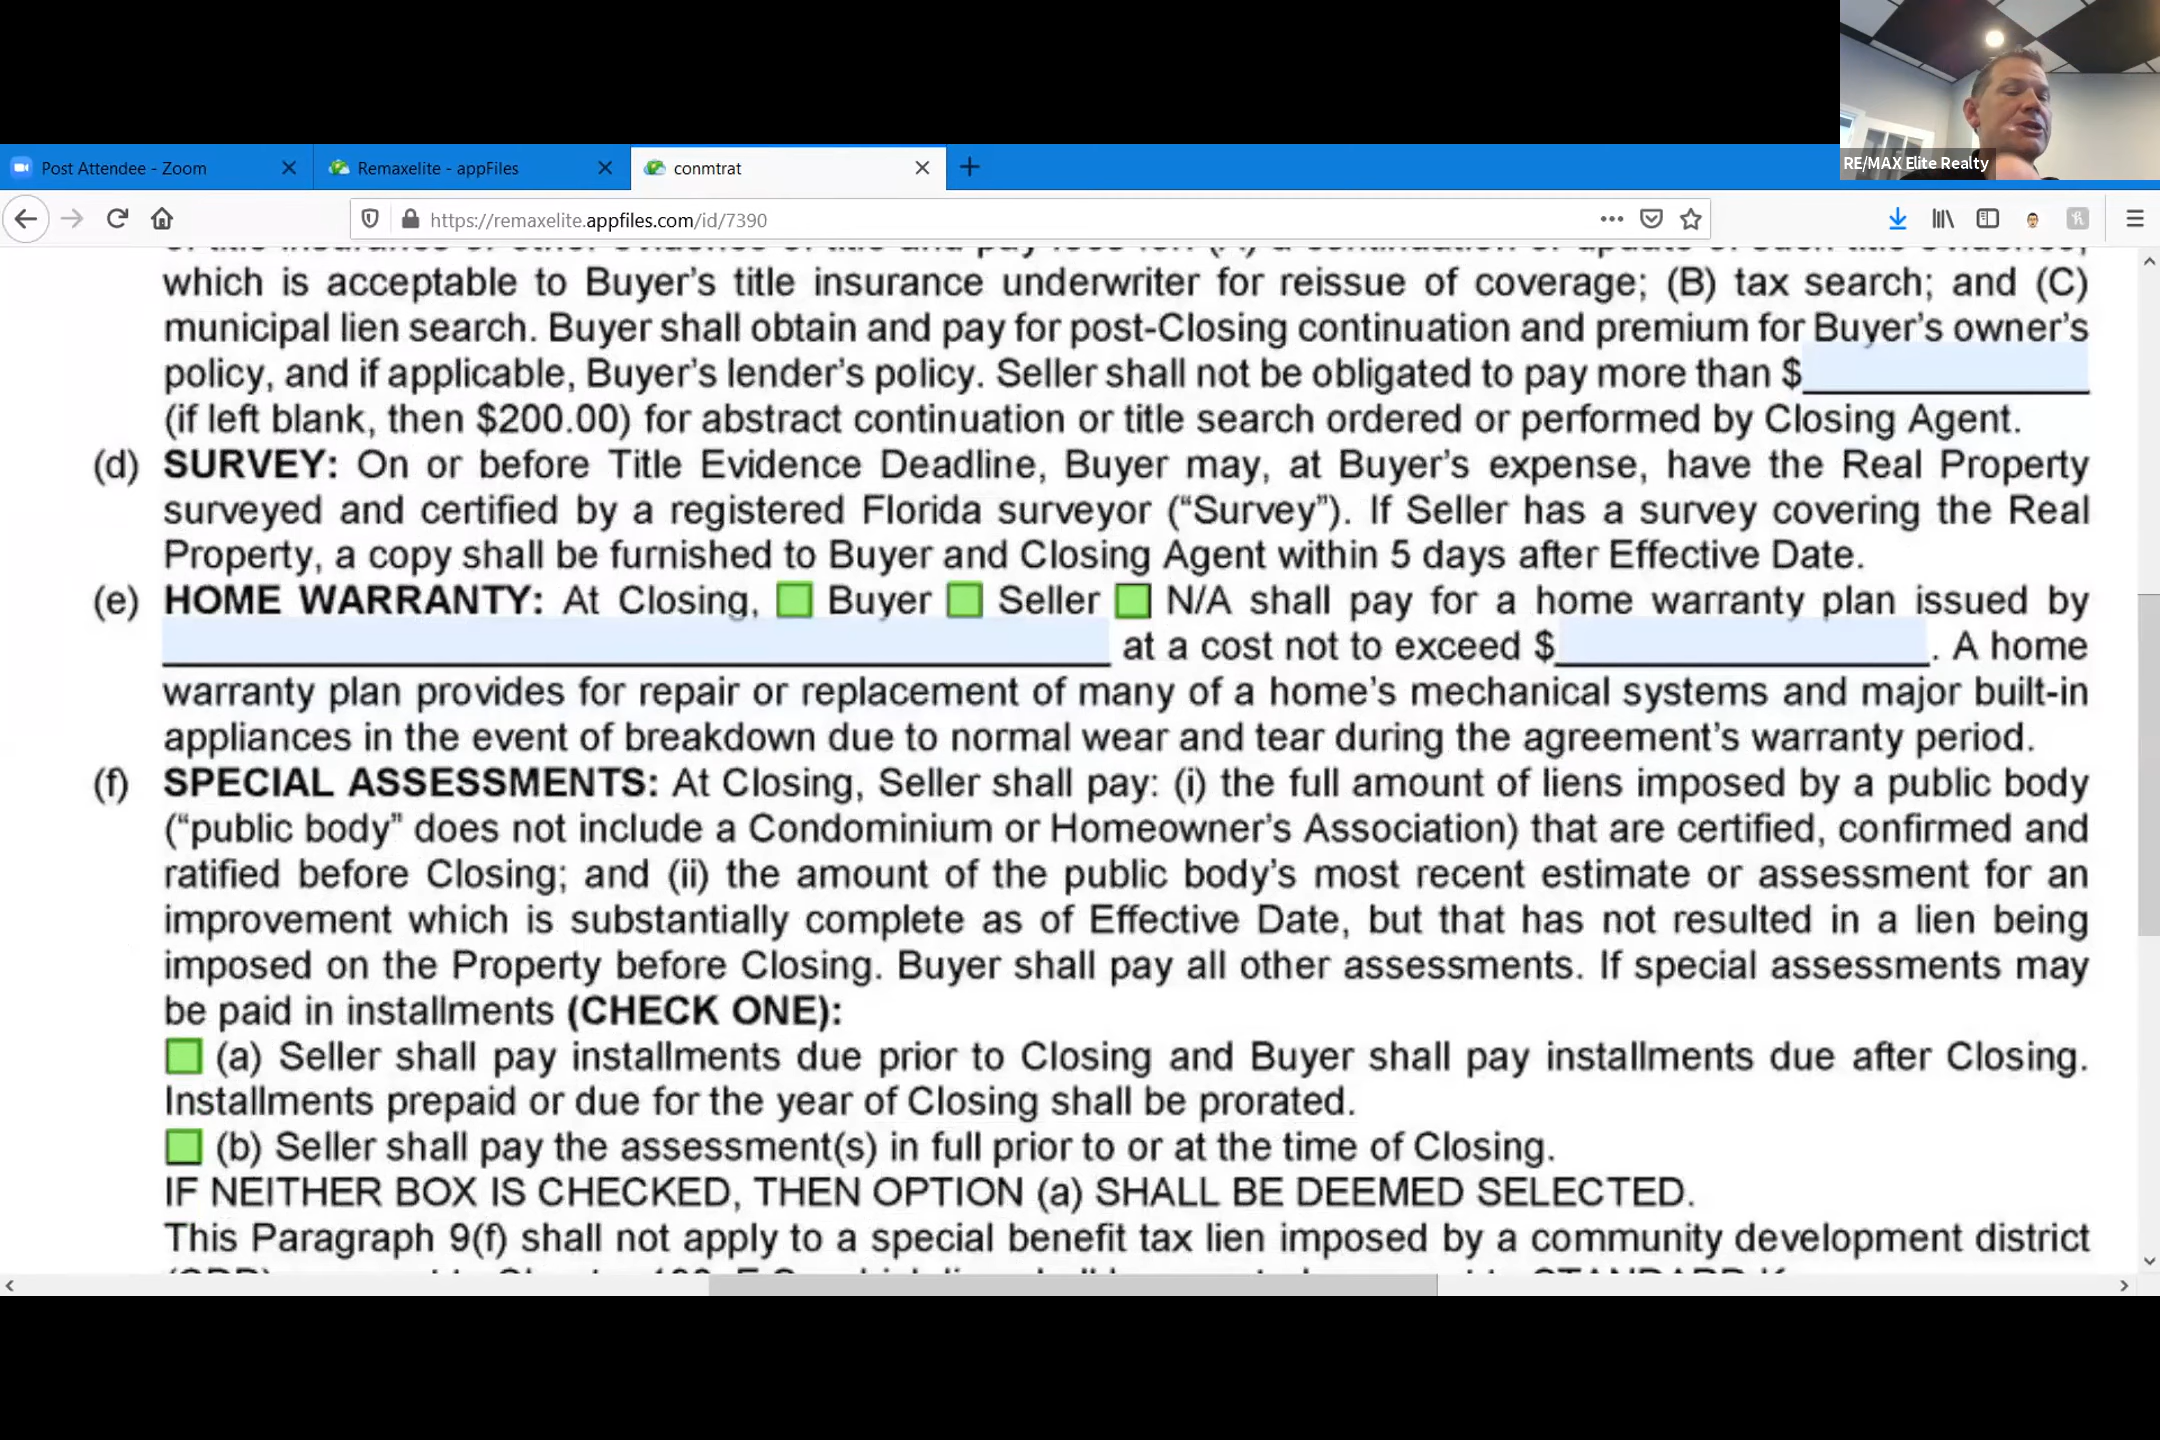 RE/MAX Elite Realty
Post Attendee - Zoom
Remaxelite - appFiles
conmtrat
https://remaxelite.appfiles.com/id/7390
which is acceptable to Buyer's title insurance underwriter for reissue of coverage; (B) tax search; and (C)
municipal lien search. Buyer shall obtain and pay for post-Closing continuation and premium for Buyer's owner's
policy, and if applicable, Buyer's lender's policy. Seller shall not be obligated to pay more than $
(if left blank, then $200.00) for abstract continuation or title search ordered or performed by Closing Agent.
(d) SURVEY: On or before Title Evidence Deadline, Buyer may, at Buyer's expense, have the Real Property
surveyed and certified by a registered Florida surveyor (“Survey”). If Seller has a survey covering the Real
Property, a copy shall be furnished to Buyer and Closing Agent within 5 days after Effective Date.
(e) HOME WARRANTY: At Closing, Buyer Seller N/A shall pay for a home warranty plan issued by
at a cost not to exceed $ . A home
warranty plan provides for repair or replacement of many of a home's mechanical systems and major built-in
appliances in the event of breakdown due to normal wear and tear during the agreement's warranty period.
(f) SPECIAL ASSESSMENTS: At Closing, Seller shall pay: (i) the full amount of liens imposed by a public body
(“public body” does not include a Condominium or Homeowner's Association) that are certified, confirmed and
ratified before Closing; and (ii) the amount of the public body's most recent estimate or assessment for an
improvement which is substantially complete as of Effective Date, but that has not resulted in a lien being
imposed on the Property before Closing. Buyer shall pay all other assessments. If special assessments may
be paid in installments (CHECK ONE):
(a) Seller shall pay installments due prior to Closing and Buyer shall pay installments due after Closing.
Installments prepaid or due for the year of Closing shall be prorated.
(b) Seller shall pay the assessment(s) in full prior to or at the time of Closing.
IF NEITHER BOX IS CHECKED, THEN OPTION (a) SHALL BE DEEMED SELECTED.
This Paragraph 9(f) shall not apply to a special benefit tax lien imposed by a community development district